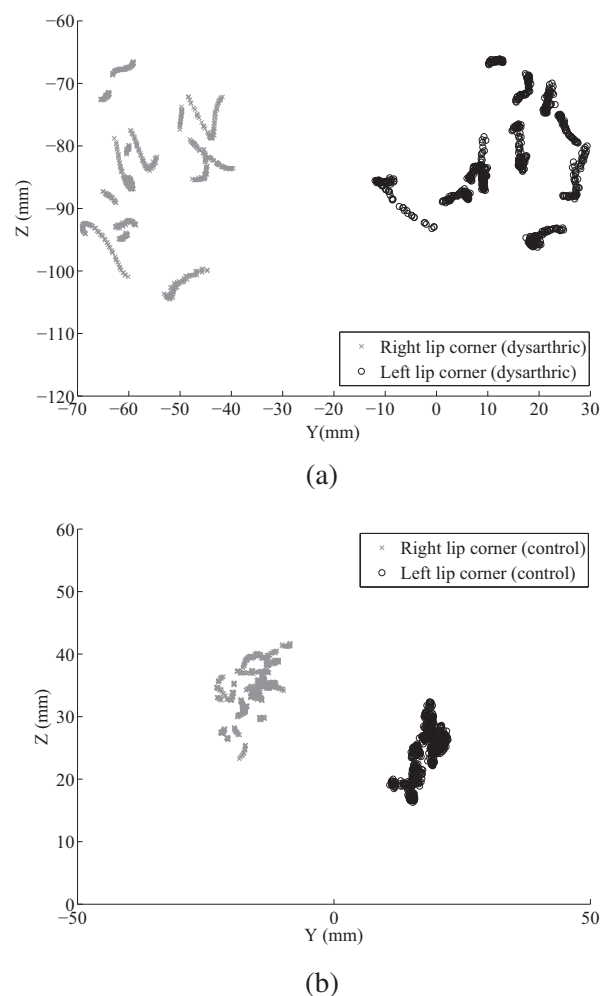 −60
−70
−80
−90
−100
−110
−120
Z (mm)
−70 −60 −50 −40 −30 −20 −10 0 10 20 30
Y(mm)
Right lip corner (dysarthric)
Left lip corner (dysarthric)
(a)
60
50
40
30
20
10
0
Z (mm)
−50 0 50
Y (mm)
Right lip corner (control)
Left lip corner (control)
(b)